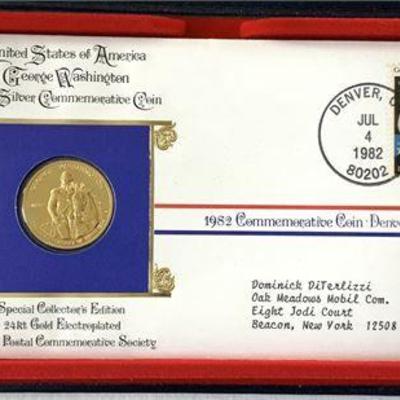 United States of America
George Washington
Silver Commemorative Coin
DENVER, C
JUL
4
1982
80202
1982 Commemorative Coin · Denve
Special Collector's Edition
24kt Gold Electroplated
Postal Commemorative Society
Dominick DiTerlizzi
Oak Meadows Mobil Com.
Eight Jodi Court
Beacon, New York 12508